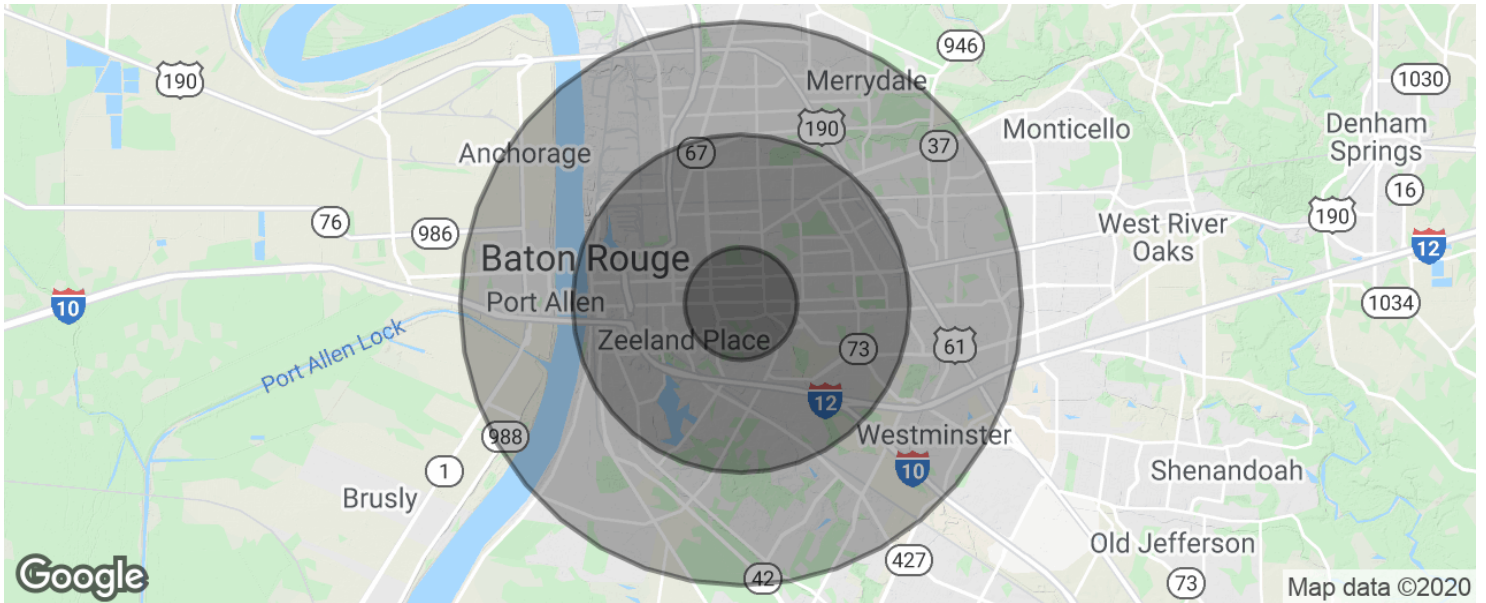 946
Merrydale
190
1030
190
Monticello
Denham
Springs
37
67
Anchorage
16
76
986
190
West River
Oaks
12
Baton Rouge
10
Port Allen
1034
Port Allen Lock
Zeeland Place
73
61
12
988
Westminster
10
1
Shenandoah
Brusly
Old Jefferson
427
42
73
Google
Map data ©2020